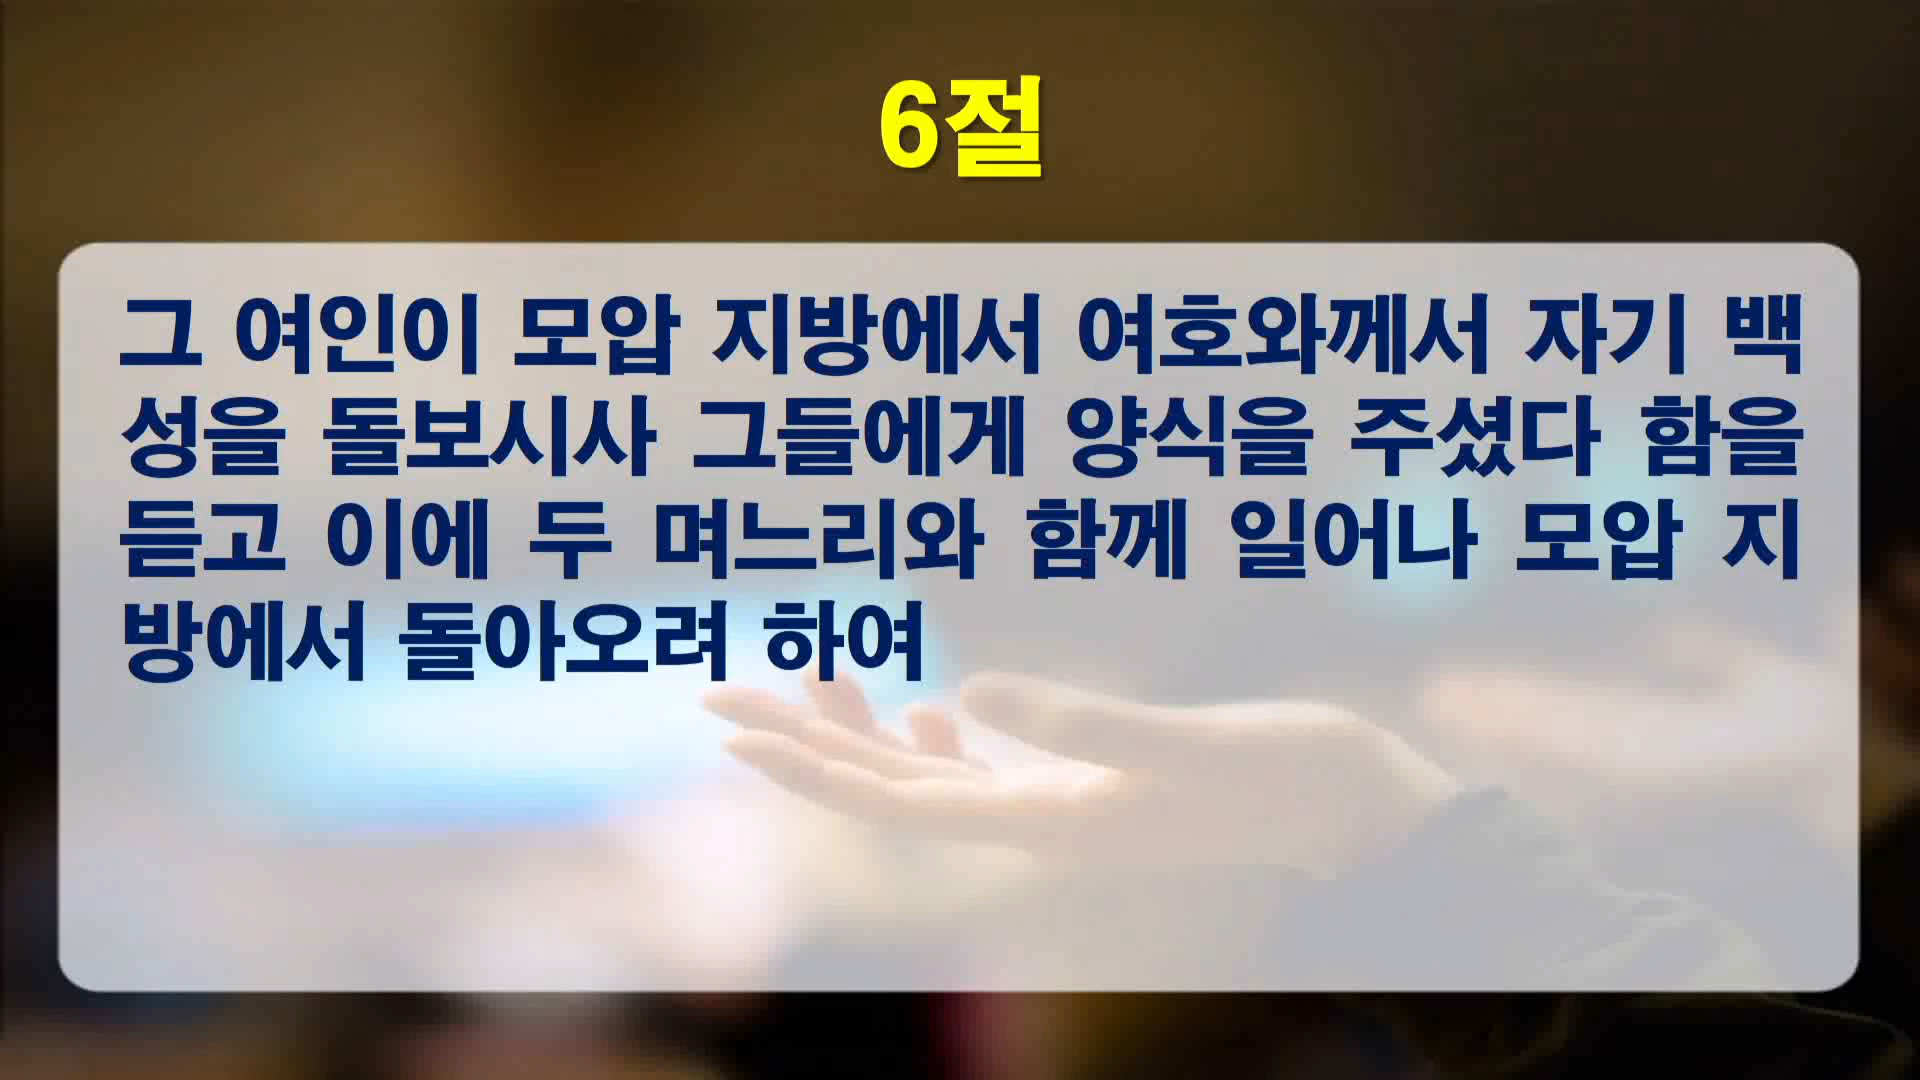 6절
그 여인이 모압 지방에서 여호와께서 자기 백
성을 돌보시사 그들에게 양식을 주셨다 함을
듣고 이에 두 며느리와 함께 일어나 모압 지
방에서 돌아오려 하여